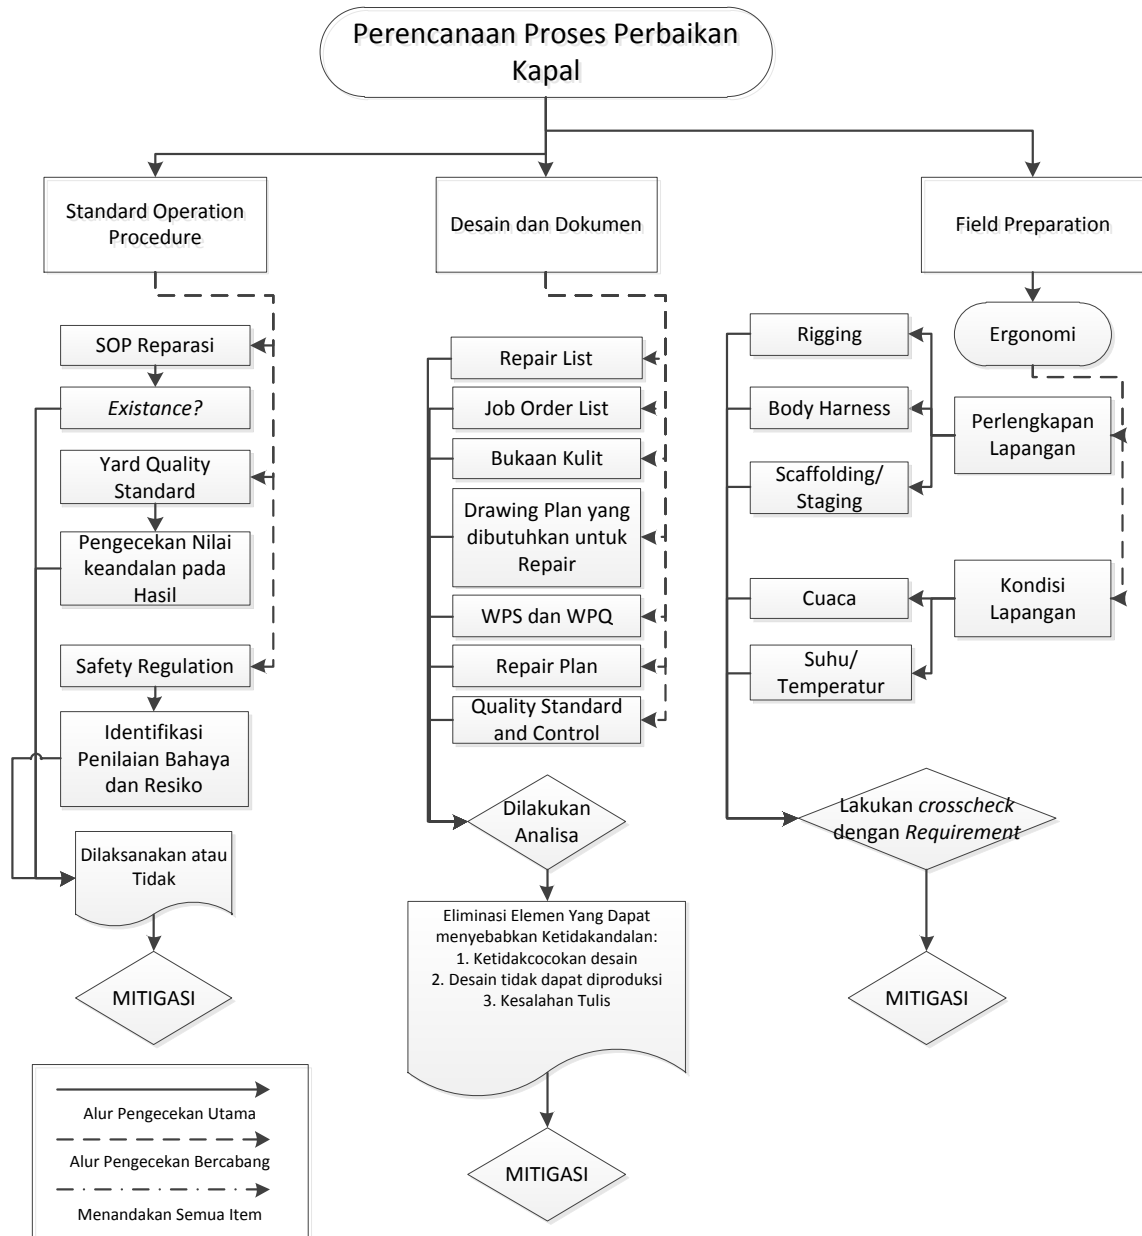 Perencanaan Proses Perbaikan
Kapal
Standard Operation
Procedure
SOP Reparasi
Existance?
Yard Quality
Standard
Pengecekan Nilai
keandalan pada
Hasil
Safety Regulation
Identifikasi
Penilaian Bahaya
dan Resiko
Dilaksanakan atau
Tidak
MITIGASI
Desain dan Dokumen
Repair List
Job Order List
Bukaan Kulit
Drawing Plan yang
dibutuhkan untuk
Repair
WPS dan WPQ
Repair Plan
Quality Standard
and Control
Dilakukan
Analisa
Eliminasi Elemen Yang Dapat
menyebabkan Ketidakandalan:
1. Ketidakcocokan desain
2. Desain tidak dapat diproduksi
3. Kesalahan Tulis
MITIGASI
Field Preparation
Ergonomi
Rigging
Body Harness
Scaffolding/
Staging
Perlengkapan
Lapangan
Cuaca
Suhu/
Temperatur
Kondisi
Lapangan
Lakukan crosscheck
dengan Requirement
MITIGASI
Alur Pengecekan Utama
Alur Pengecekan Bercabang
Menandakan Semua Item